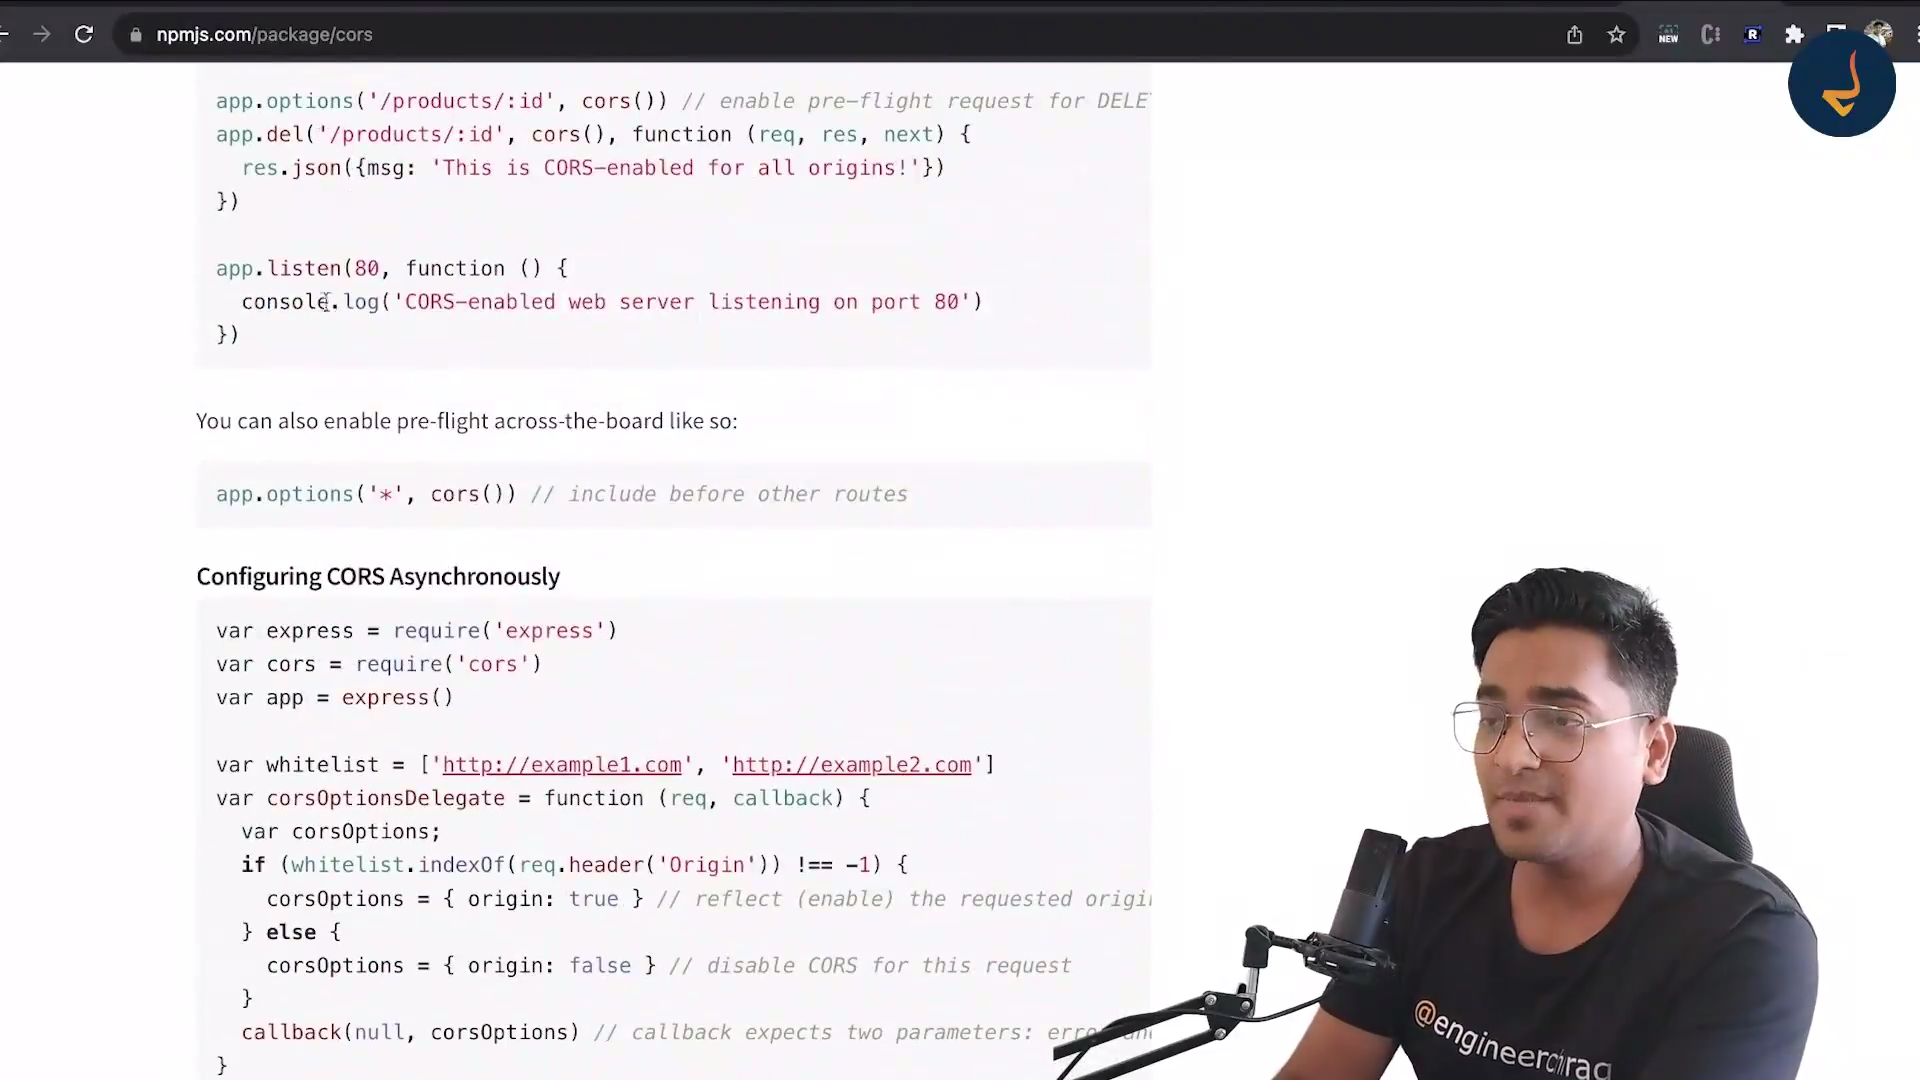 npmjs.com/package/cors
NEW
R
app.options('/products/:id', cors()) // enable pre-flight request for DELET
app.del('/products/:id', cors(), function (req, res, next) {
res.json({msg: 'This is CORS-enabled for all origins!'})
})
app.listen(80, function () {
console.log('CORS-enabled web server listening on port 80')
})
You can also enable pre-flight across-the-board like so:
app.options('*', cors()) // include before other routes
Configuring CORS Asynchronously
var express = require('express')
var cors = require('cors')
var app = express()
var whitelist = ['http://example1.com', 'http://example2.com']
var corsOptionsDelegate = function (req, callback) {
var corsOptions;
if (whitelist.indexOf(req.header('Origin')) !== -1) {
corsOptions = { origin: true } // reflect (enable) the requested origi
} else {
corsOptions = { origin: false } // disable CORS for this request
}
callback(null, corsOptions) // callback expects two parameters: error
}
@engineerchirag